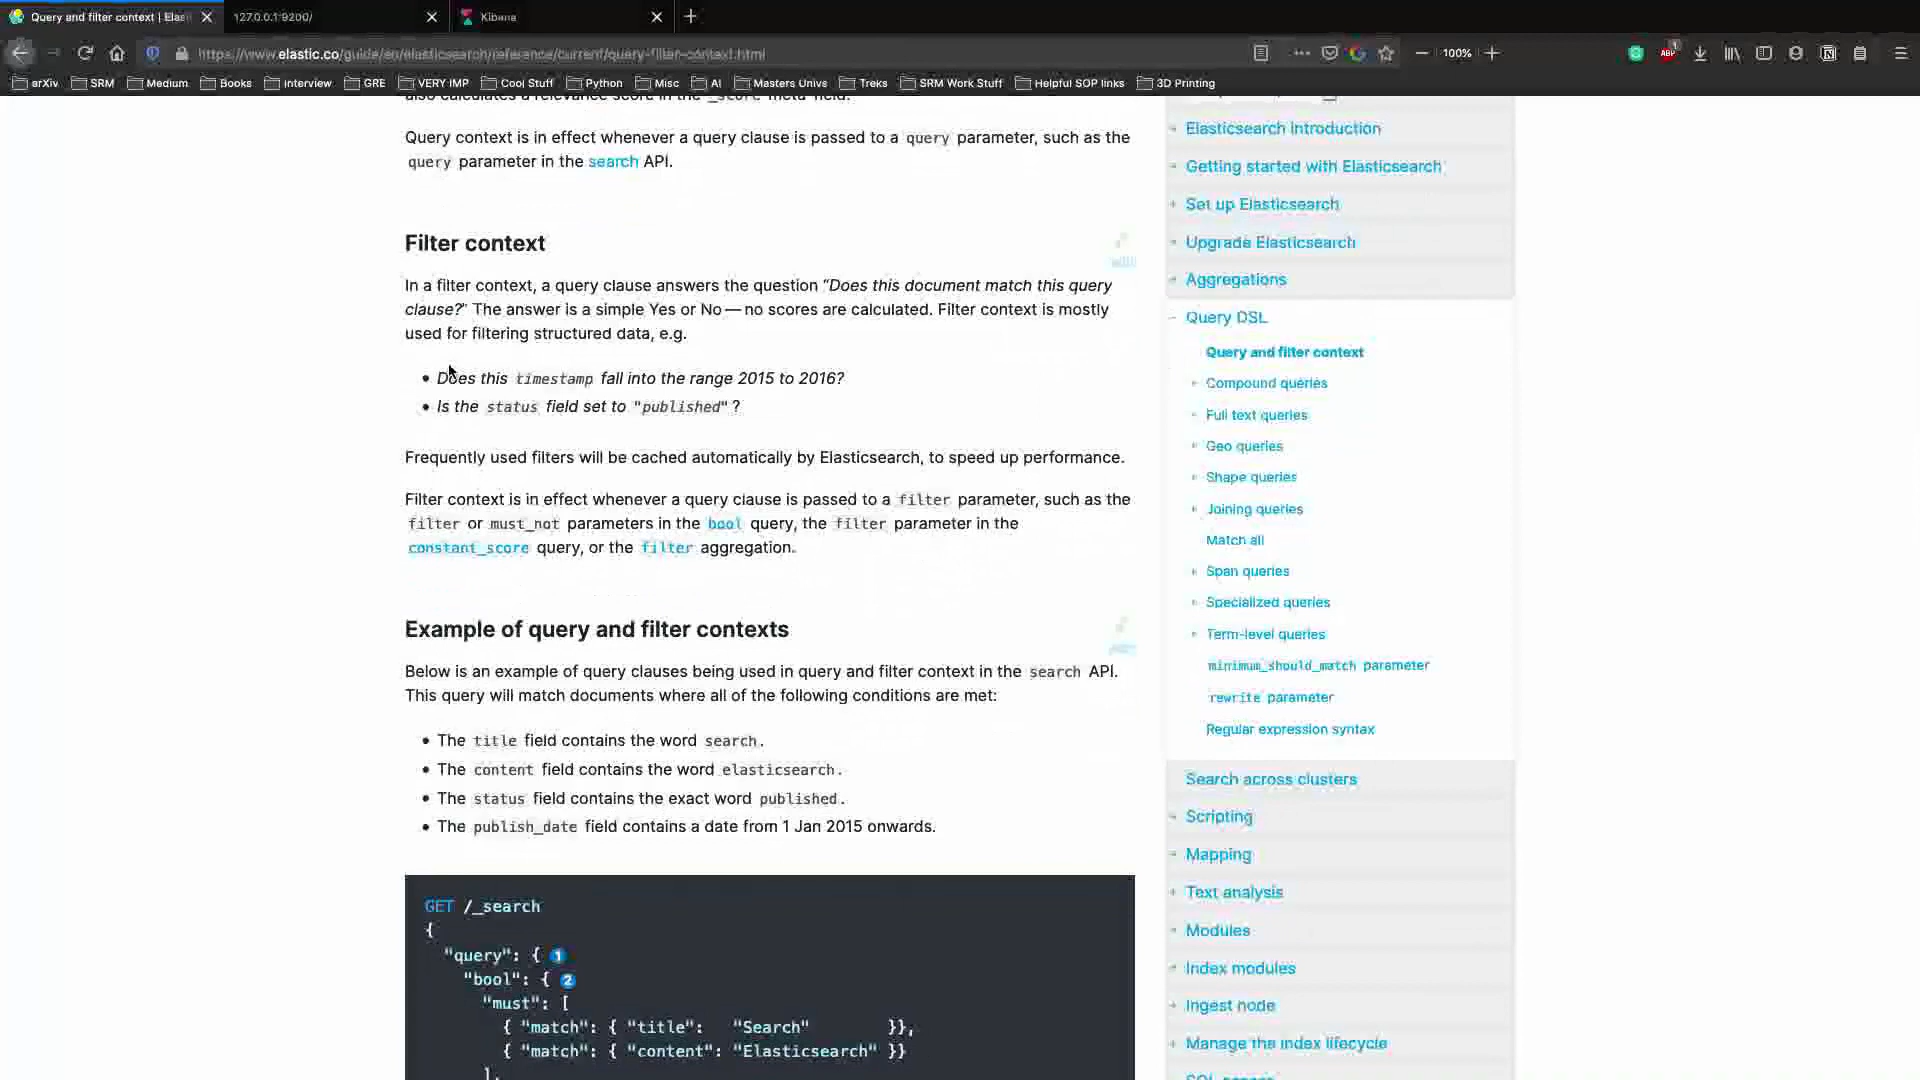 Query and filter context | Elas
127.0.0.1:9200/
Kibana
https://www.elastic.co/guide/en/elasticsearch/reference/current/query-filter-context.html
100%
ABP
1
arXiv
SRM
Medium
Books
Interview
GRE
VERY IMP
Cool Stuff
Python
Misc
AI
Masters Univs
Treks
SRM Work Stuff
Helpful SOP links
3D Printing
also calculates a relevance score in the _score meta-field.
Query context is in effect whenever a query clause is passed to a query parameter, such as the
query parameter in the search API.
Filter context
In a filter context, a query clause answers the question “Does this document match this query
clause?” The answer is a simple Yes or No — no scores are calculated. Filter context is mostly
used for filtering structured data, e.g.
• Does this timestamp fall into the range 2015 to 2016?
• Is the status field set to "published" ?
Frequently used filters will be cached automatically by Elasticsearch, to speed up performance.
Filter context is in effect whenever a query clause is passed to a filter parameter, such as the
filter or must_not parameters in the bool query, the filter parameter in the
constant_score query, or the filter aggregation.
Example of query and filter contexts
Below is an example of query clauses being used in query and filter context in the search API.
This query will match documents where all of the following conditions are met:
• The title field contains the word search.
• The content field contains the word elasticsearch.
• The status field contains the exact word published.
• The publish_date field contains a date from 1 Jan 2015 onwards.
GET /_search
{
"query": { 1
"bool": { 2
"must": [
{ "match": { "title": "Search" }},
{ "match": { "content": "Elasticsearch" }}
],
Elasticsearch introduction
Getting started with Elasticsearch
Set up Elasticsearch
Upgrade Elasticsearch
Aggregations
Query DSL
Query and filter context
Compound queries
Full text queries
Geo queries
Shape queries
Joining queries
Match all
Span queries
Specialized queries
Term-level queries
minimum_should_match parameter
rewrite parameter
Regular expression syntax
Search across clusters
Scripting
Mapping
Text analysis
Modules
Index modules
Ingest node
Manage the index lifecycle